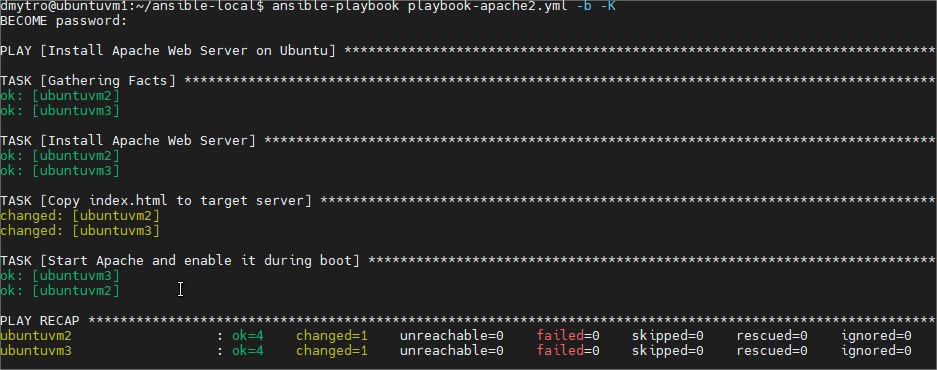 dmytro@ubuntuvm1:~/ansible-local$ ansible-playbook playbook-apache2.yml -b -K
BECOME password:
PLAY [Install Apache Web Server on Ubuntu] **************************************************************************
TASK [Gathering Facts] **********************************************************************************************
ok: [ubuntuvm2]
ok: [ubuntuvm3]
TASK [Install Apache Web Server] ************************************************************************************
ok: [ubuntuvm2]
ok: [ubuntuvm3]
TASK [Copy index.html to target server] *****************************************************************************
changed: [ubuntuvm2]
changed: [ubuntuvm3]
TASK [Start Apache and enable it during boot] ***********************************************************************
ok: [ubuntuvm3]
ok: [ubuntuvm2]
PLAY RECAP **********************************************************************************************************
ubuntuvm2                  : ok=4    changed=1    unreachable=0    failed=0    skipped=0    rescued=0    ignored=0
ubuntuvm3                  : ok=4    changed=1    unreachable=0    failed=0    skipped=0    rescued=0    ignored=0